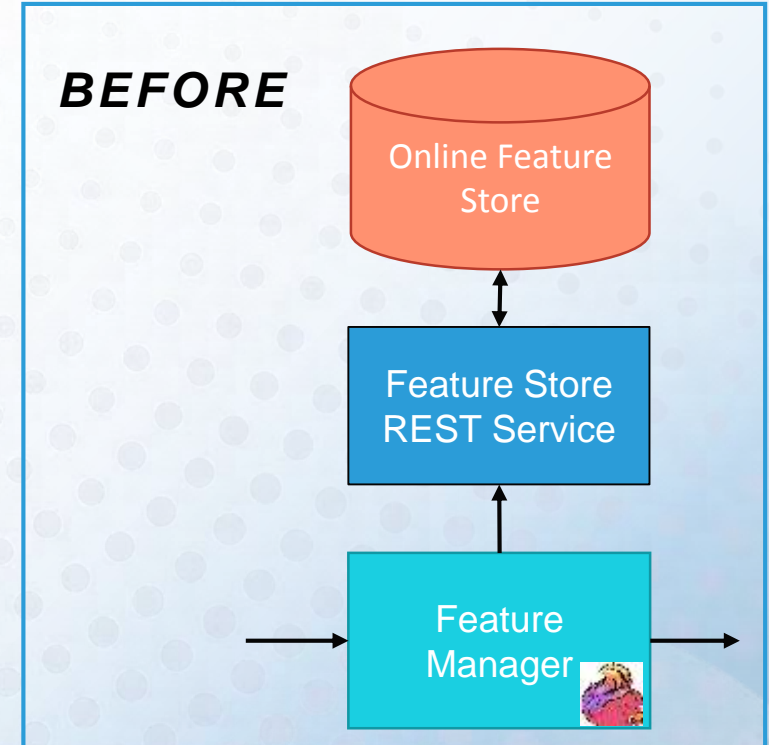 BEFORE
Online Feature
Store
Feature Store
REST Service
Feature
Manager